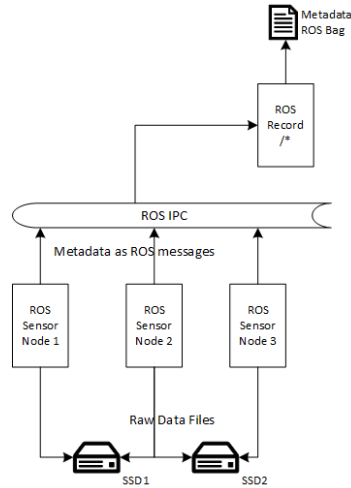 Metadata
ROS Bag
ROS
Record
/*
ROS IPC
Metadata as ROS messages
ROS
Sensor
Node 1
ROS
Sensor
Node 2
ROS
Sensor
Node 3
Raw Data Files
SSD1
SSD2